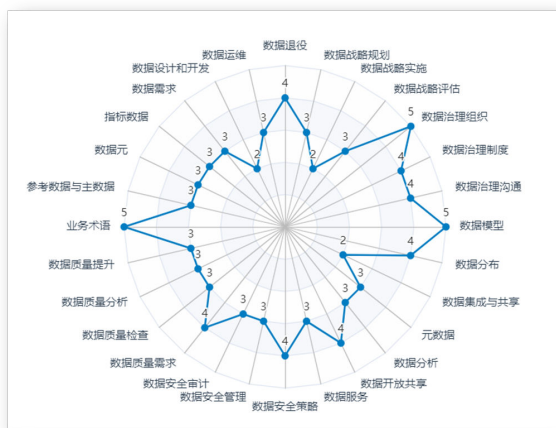 数据退役
4
数据战略规划
3
数据战略实施
2
数据战略评估
3
数据治理组织
5
数据治理制度
4
数据治理沟通
4
数据模型
5
数据分布
4
数据集成与共享
2
元数据
3
数据分析
3
数据开放共享
4
数据服务
3
数据安全策略
4
数据安全管理
3
数据安全审计
3
数据质量需求
4
数据质量检查
3
数据质量分析
3
数据质量提升
3
业务术语
5
参考数据与主数据
3
数据元
3
指标数据
3
数据需求
3
数据设计和开发
2
数据运维
3